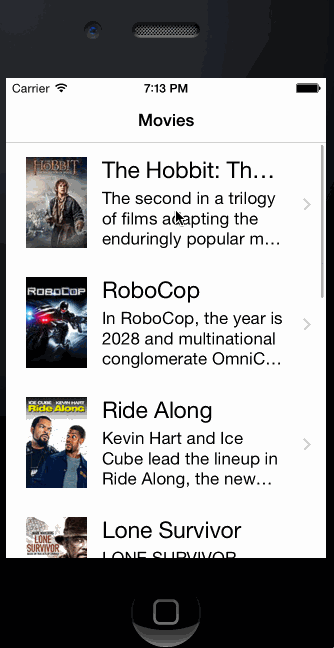 Carrier 7:13 PM
Movies
HOBBIT
The Hobbit: Th…
The second in a trilogy
of films adapting the
enduringly popular m…
ROBOCOP
RoboCop
In RoboCop, the year is
2028 and multinational
conglomerate OmniC…
ICE CUBE KEVIN HART
Ride Along
Ride Along
Kevin Hart and Ice
Cube lead the lineup in
Ride Along, the new…
LONE
SURVIVOR
Lone Survivor
LONE SURVIVOR